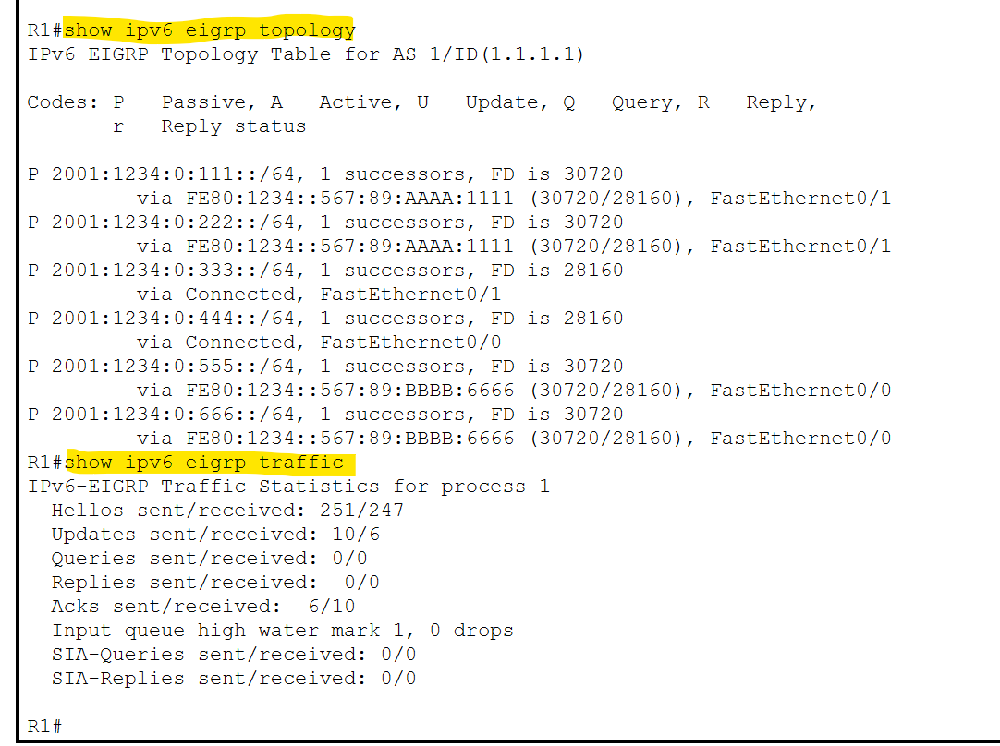 R1#show ipv6 eigrp topology
IPv6-EIGRP Topology Table for AS 1/ID(1.1.1.1)
Codes: P - Passive, A - Active, U - Update, Q - Query, R - Reply,
r - Reply status
P 2001:1234:0:111::/64, 1 successors, FD is 30720
via FE80:1234::567:89:AAAA:1111 (30720/28160), FastEthernet0/1
P 2001:1234:0:222::/64, 1 successors, FD is 30720
via FE80:1234::567:89:AAAA:1111 (30720/28160), FastEthernet0/1
P 2001:1234:0:333::/64, 1 successors, FD is 28160
via Connected, FastEthernet0/1
P 2001:1234:0:444::/64, 1 successors, FD is 28160
via Connected, FastEthernet0/0
P 2001:1234:0:555::/64, 1 successors, FD is 30720
via FE80:1234::567:89:BBBB:6666 (30720/28160), FastEthernet0/0
P 2001:1234:0:666::/64, 1 successors, FD is 30720
via FE80:1234::567:89:BBBB:6666 (30720/28160), FastEthernet0/0
R1#show ipv6 eigrp traffic
IPv6-EIGRP Traffic Statistics for process 1
Hellos sent/received: 251/247
Updates sent/received: 10/6
Queries sent/received: 0/0
Replies sent/received: 0/0
Acks sent/received: 6/10
Input queue high water mark 1, 0 drops
SIA-Queries sent/received: 0/0
SIA-Replies sent/received: 0/0
R1#